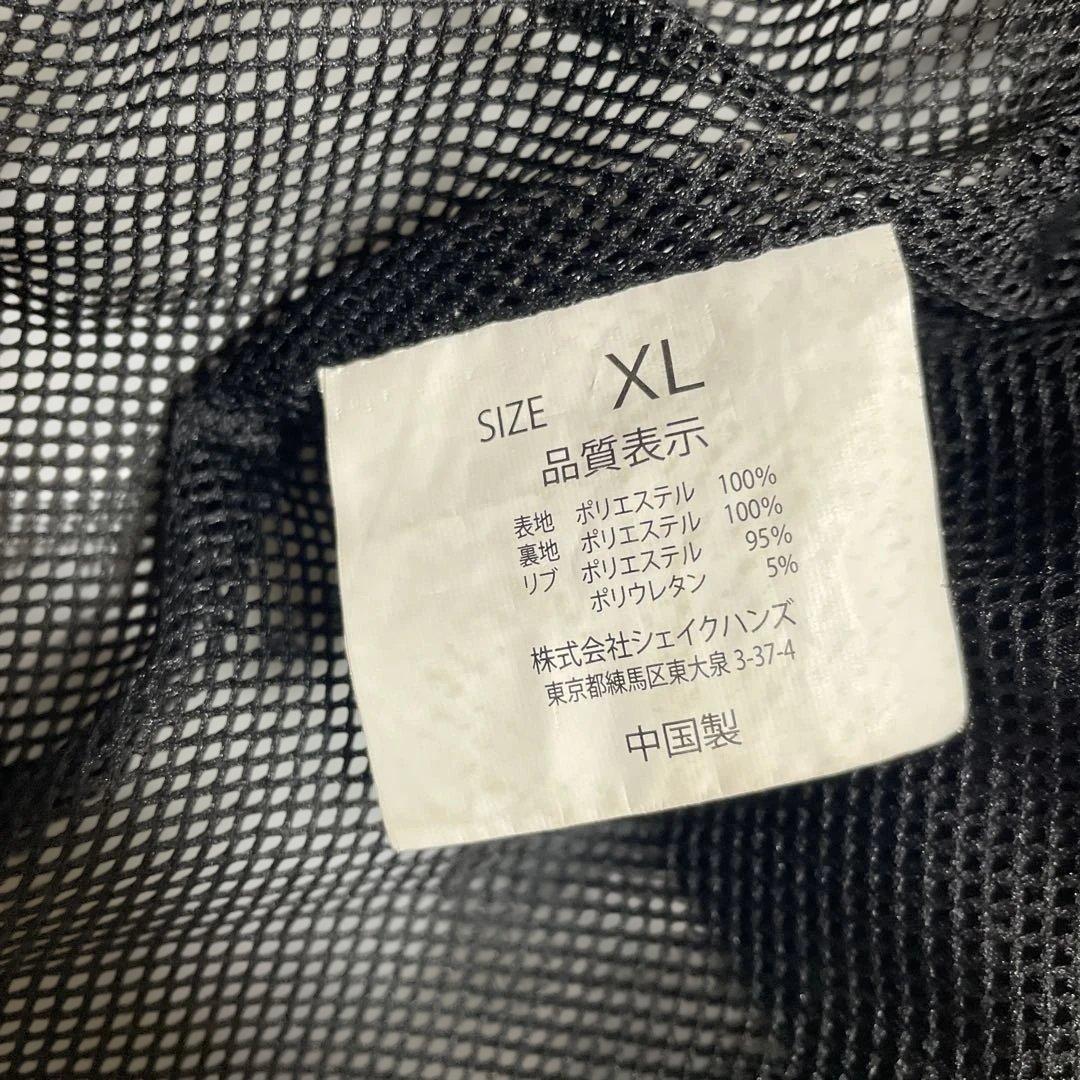 SIZE XL
品質表示
表地 ポリエステル 100%
裏地 ポリエステル 100%
リブ ポリエステル 95%
ポリウレタン 5%
株式会社シェイクハンズ
東京都練馬区東大泉 3-37-4
中国製